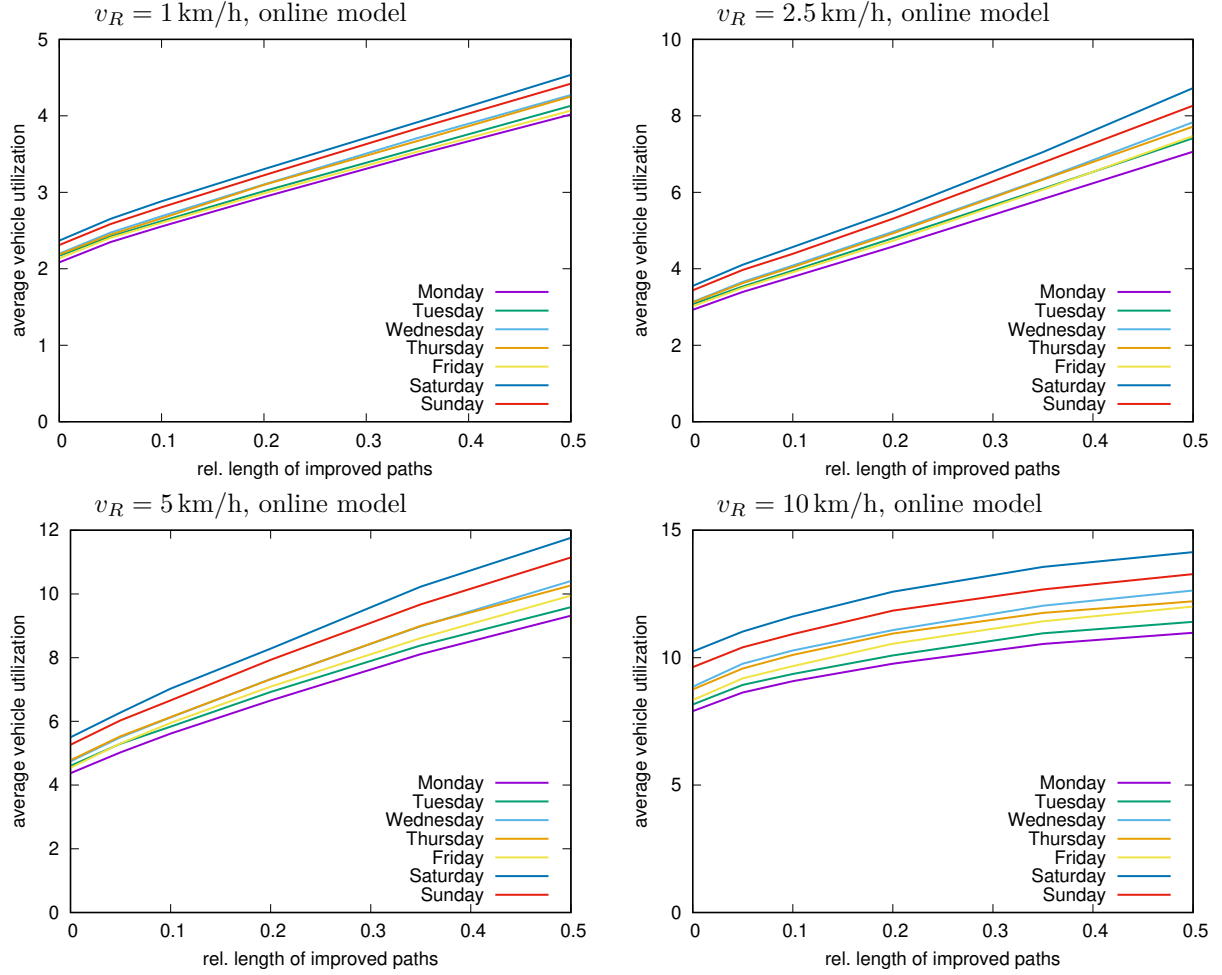 v_R = 1 km/h, online model
5
4
3
2
1
0
average vehicle utilization
Monday
Tuesday
Wednesday
Thursday
Friday
Saturday
Sunday
0 0.1 0.2 0.3 0.4 0.5
rel. length of improved paths
v_R = 2.5 km/h, online model
10
8
6
4
2
0
average vehicle utilization
Monday
Tuesday
Wednesday
Thursday
Friday
Saturday
Sunday
0 0.1 0.2 0.3 0.4 0.5
rel. length of improved paths
v_R = 5 km/h, online model
12
10
8
6
4
2
0
average vehicle utilization
Monday
Tuesday
Wednesday
Thursday
Friday
Saturday
Sunday
0 0.1 0.2 0.3 0.4 0.5
rel. length of improved paths
v_R = 10 km/h, online model
15
10
5
0
average vehicle utilization
Monday
Tuesday
Wednesday
Thursday
Friday
Saturday
Sunday
0 0.1 0.2 0.3 0.4 0.5
rel. length of improved paths